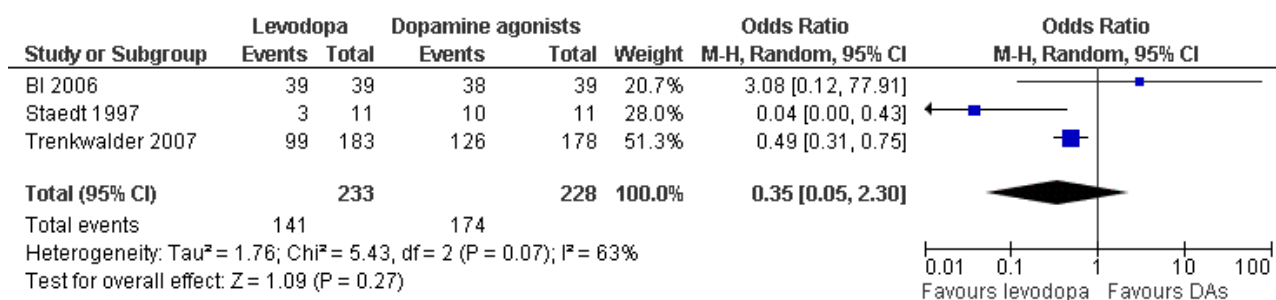 Levodopa Dopamine agonists Odds Ratio Odds Ratio
Study or Subgroup Events Total Events Total Weight M-H, Random, 95% CI M-H, Random, 95% CI
BI 2006 39 39 38 39 20.7% 3.08 [0.12, 77.91]
Staedt 1997 3 11 10 11 28.0% 0.04 [0.00, 0.43]
Trenkwalder 2007 99 183 126 178 51.3% 0.49 [0.31, 0.75]
Total (95% CI) 233 228 100.0% 0.35 [0.05, 2.30]
Total events 141 174
Heterogeneity: Tau² = 1.76; Chi² = 5.43, df = 2 (P = 0.07); I² = 63%
Test for overall effect: Z = 1.09 (P = 0.27)
0.01 0.1 1 10 100
Favours levodopa Favours DAs